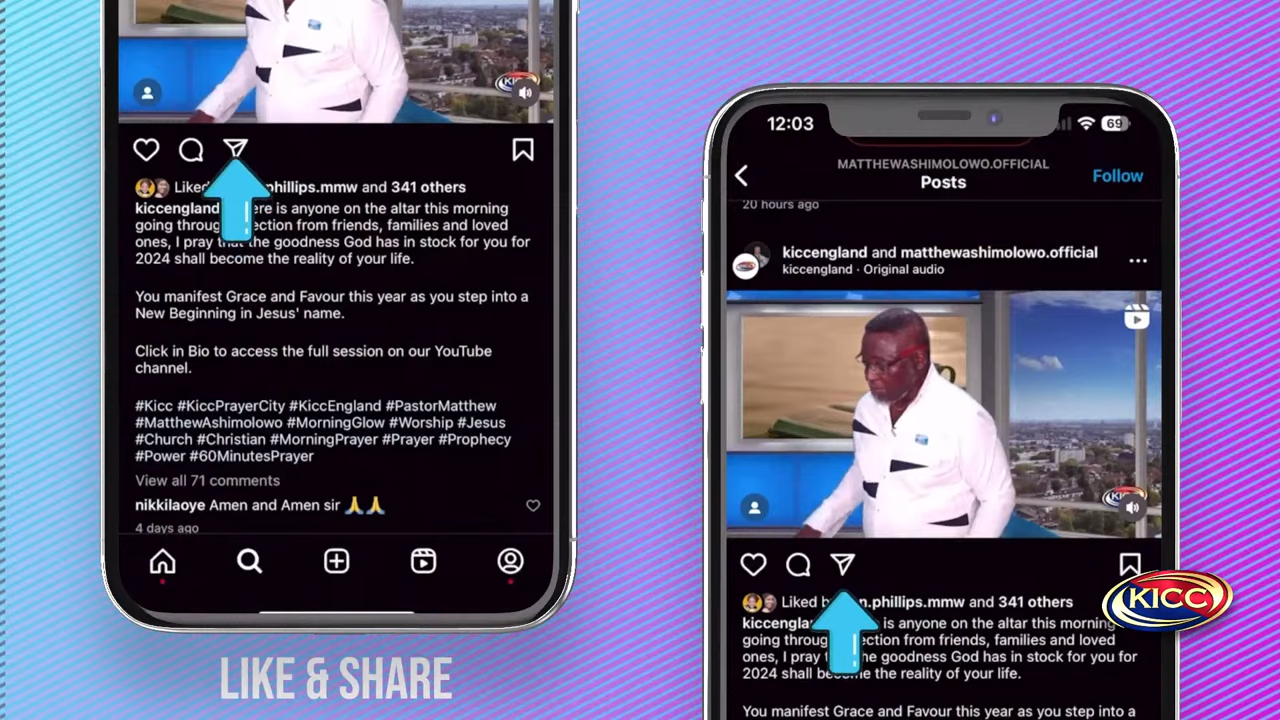 KICC
Liked phillips.mmw and 341 others
kiccengland ere is anyone on the altar this morning
going throug ection from friends, families and loved
ones, I pray that the goodness God has in stock for you for
2024 shall become the reality of your life.
You manifest Grace and Favour this year as you step into a
New Beginning in Jesus' name.
Click in Bio to access the full session on our YouTube
channel.
#Kicc #KiccPrayerCity #KiccEngland #PastorMatthew
#MatthewAshimolowo #MorningGlow #Worship #Jesus
#Church #Christian #MorningPrayer #Prayer #Prophecy
#Power #60MinutesPrayer
View all 71 comments
nikkilaoye Amen and Amen sir 🙏🙏
4 days ago
LIKE & SHARE
12:03
69
MATTHEWASHIMOLOWO.OFFICIAL
Posts
Follow
20 hours ago
kiccengland and matthewashimolowo.official
kiccengland · Original audio
KICC
Liked n.phillips.mmw and 341 others
kiccenglan is anyone on the altar this morning
going throug ection from friends, families and loved
ones, I pray he goodness God has in stock for you for
2024 shall become the reality of your life.
You manifest Grace and Favour this year as you step into a
KICC